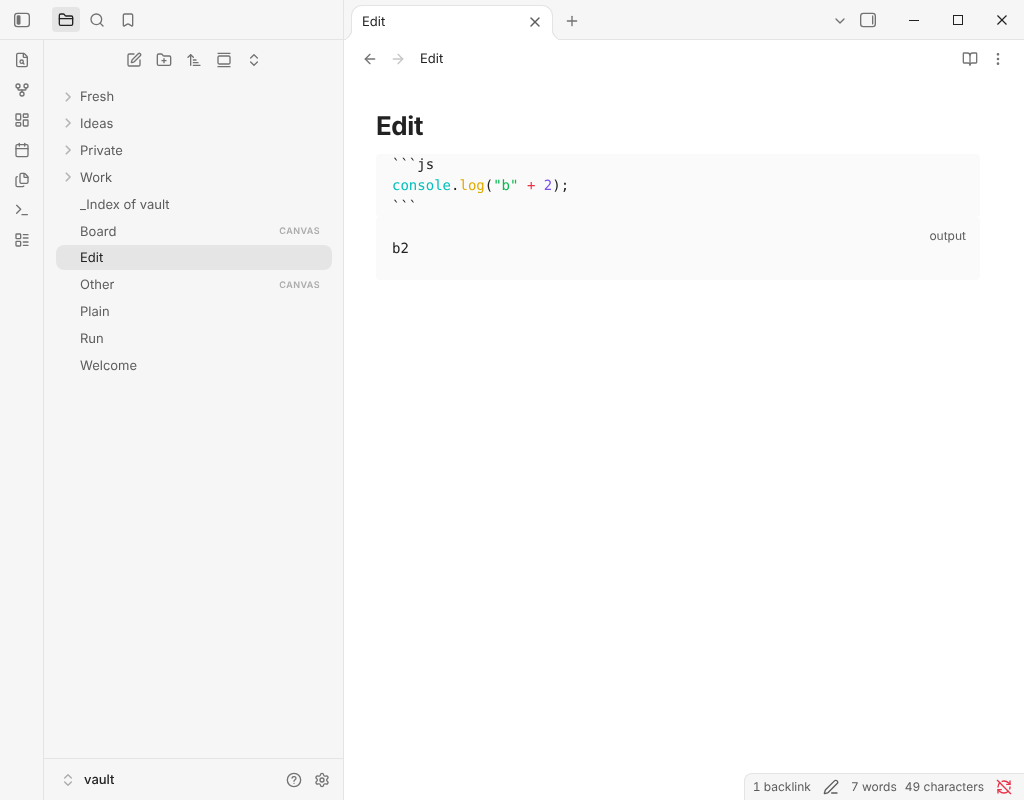 Edit
Edit
Fresh
Ideas
Private
Work
_Index of vault
Board CANVAS
Edit
Other CANVAS
Plain
Run
Welcome
vault
Edit
```js
console.log("b" + 2);
```
output
b2
1 backlink 7 words 49 characters